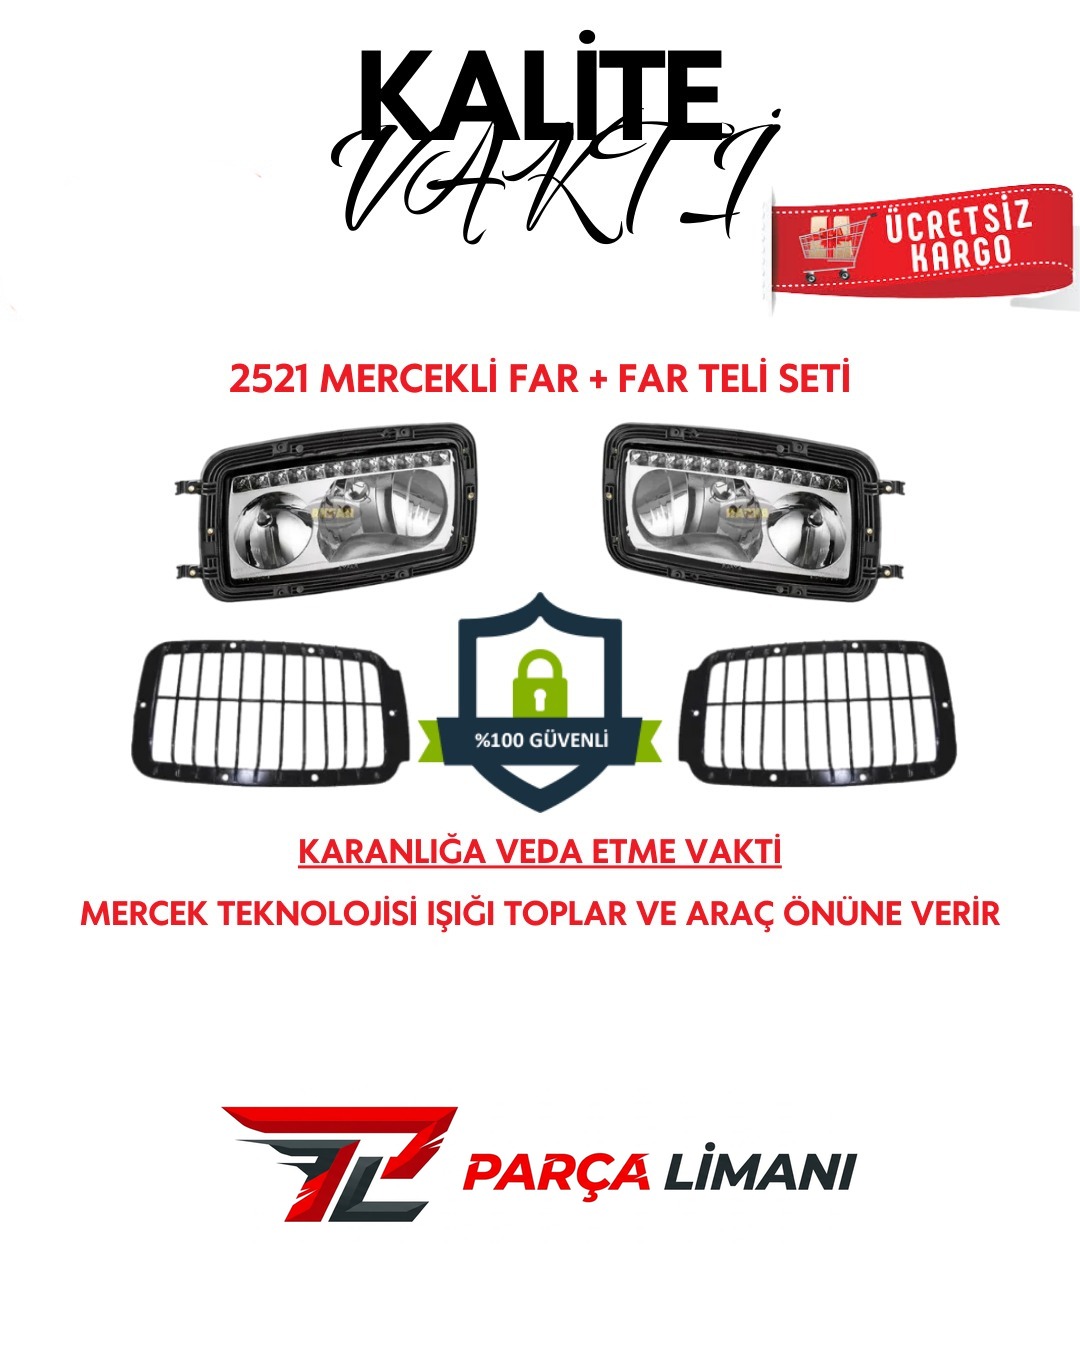 KALİTE
VAKTİ
ÜCRETSİZ
KARGO
2521 MERCEKLİ FAR + FAR TELİ SETİ
%100 GÜVENLİ
KARANLIĞA VEDA ETME VAKTİ
MERCEK TEKNOLOJİSİ IŞIĞI TOPLAR VE ARAÇ ÖNÜNE VERİR
PARÇA LİMANI